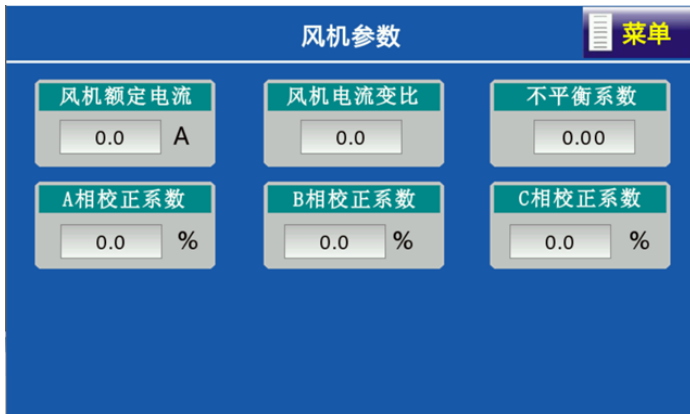 风机参数
菜单
风机额定电流
风机电流变比
不平衡系数
0.0 A
0.0
0.00
A相校正系数
B相校正系数
C相校正系数
0.0 %
0.0 %
0.0 %